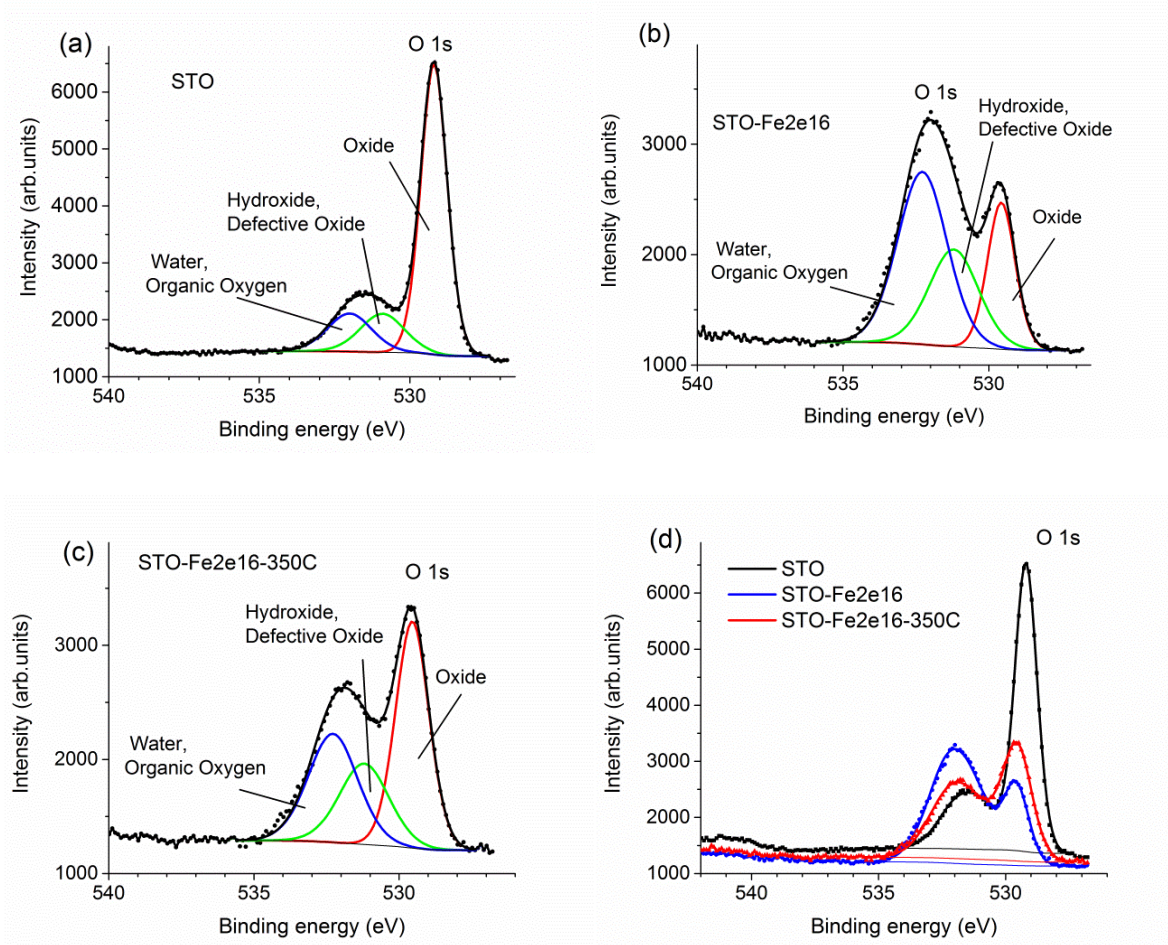 (a)
O 1s
STO
Oxide
Hydroxide,
Defective Oxide
Water,
Organic Oxygen
Intensity (arb.units)
6000
5000
4000
3000
2000
1000
540
535
530
Binding energy (eV)
(b)
O 1s
STO-Fe2e16
Hydroxide,
Defective Oxide
Oxide
Water,
Organic Oxygen
Intensity (arb.units)
3000
2000
1000
540
535
530
Binding energy (eV)
(c)
STO-Fe2e16-350C
O 1s
Hydroxide,
Defective Oxide
Oxide
Water,
Organic Oxygen
Intensity (arb.units)
3000
2000
1000
540
535
530
Binding energy (eV)
(d)
O 1s
STO
STO-Fe2e16
STO-Fe2e16-350C
Intensity (arb.units)
6000
5000
4000
3000
2000
1000
540
535
530
Binding energy (eV)